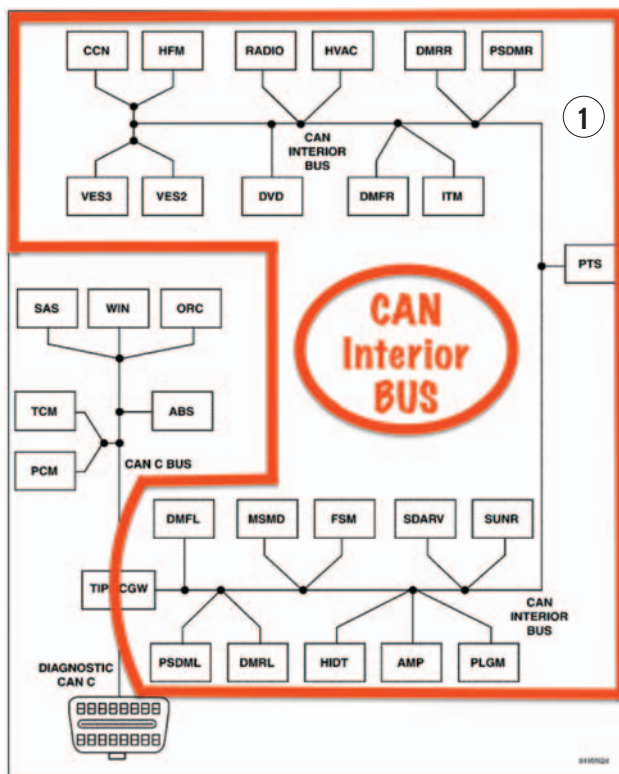 CCN HFM RADIO HVAC DMRR PSDMR
1
CAN
INTERIOR
BUS
VES3 VES2 DVD DMFR ITM
PTS
SAS WIN ORC
CAN
Interior
BUS
TCM ABS
PCM
CAN C BUS
DMFL MSMD FSM SDARV SUNR
TIPMCGW
CAN
INTERIOR
BUS
PSDML DMRL HIDT AMP PLGM
DIAGNOSTIC
CAN C